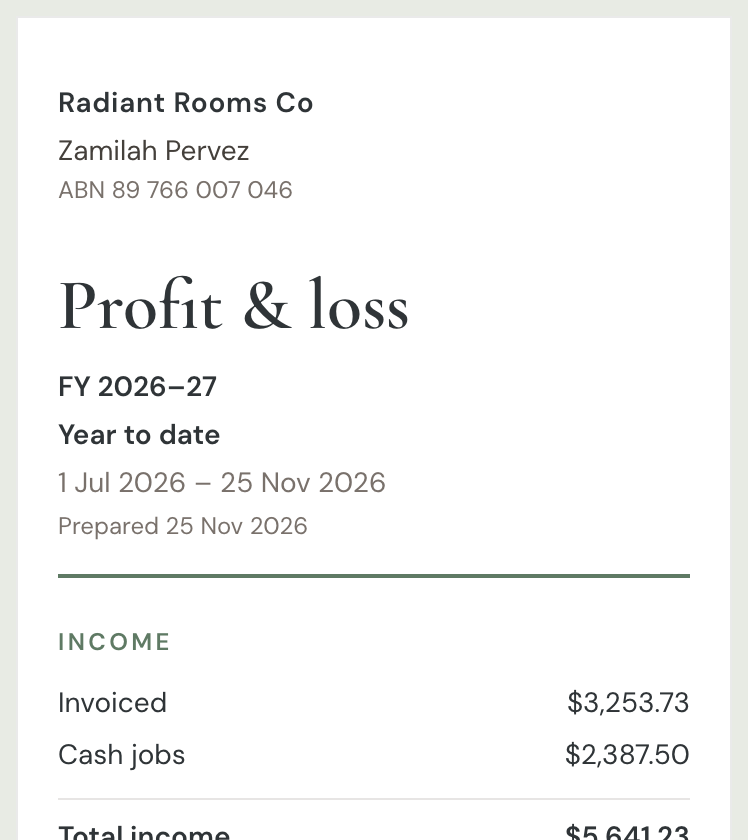 Radiant Rooms Co
Zamilah Pervez
ABN 89 766 007 046
Profit & loss
FY 2026–27
Year to date
1 Jul 2026 – 25 Nov 2026
Prepared 25 Nov 2026
INCOME
Invoiced $3,253.73
Cash jobs $2,387.50
Total income $5,641.23